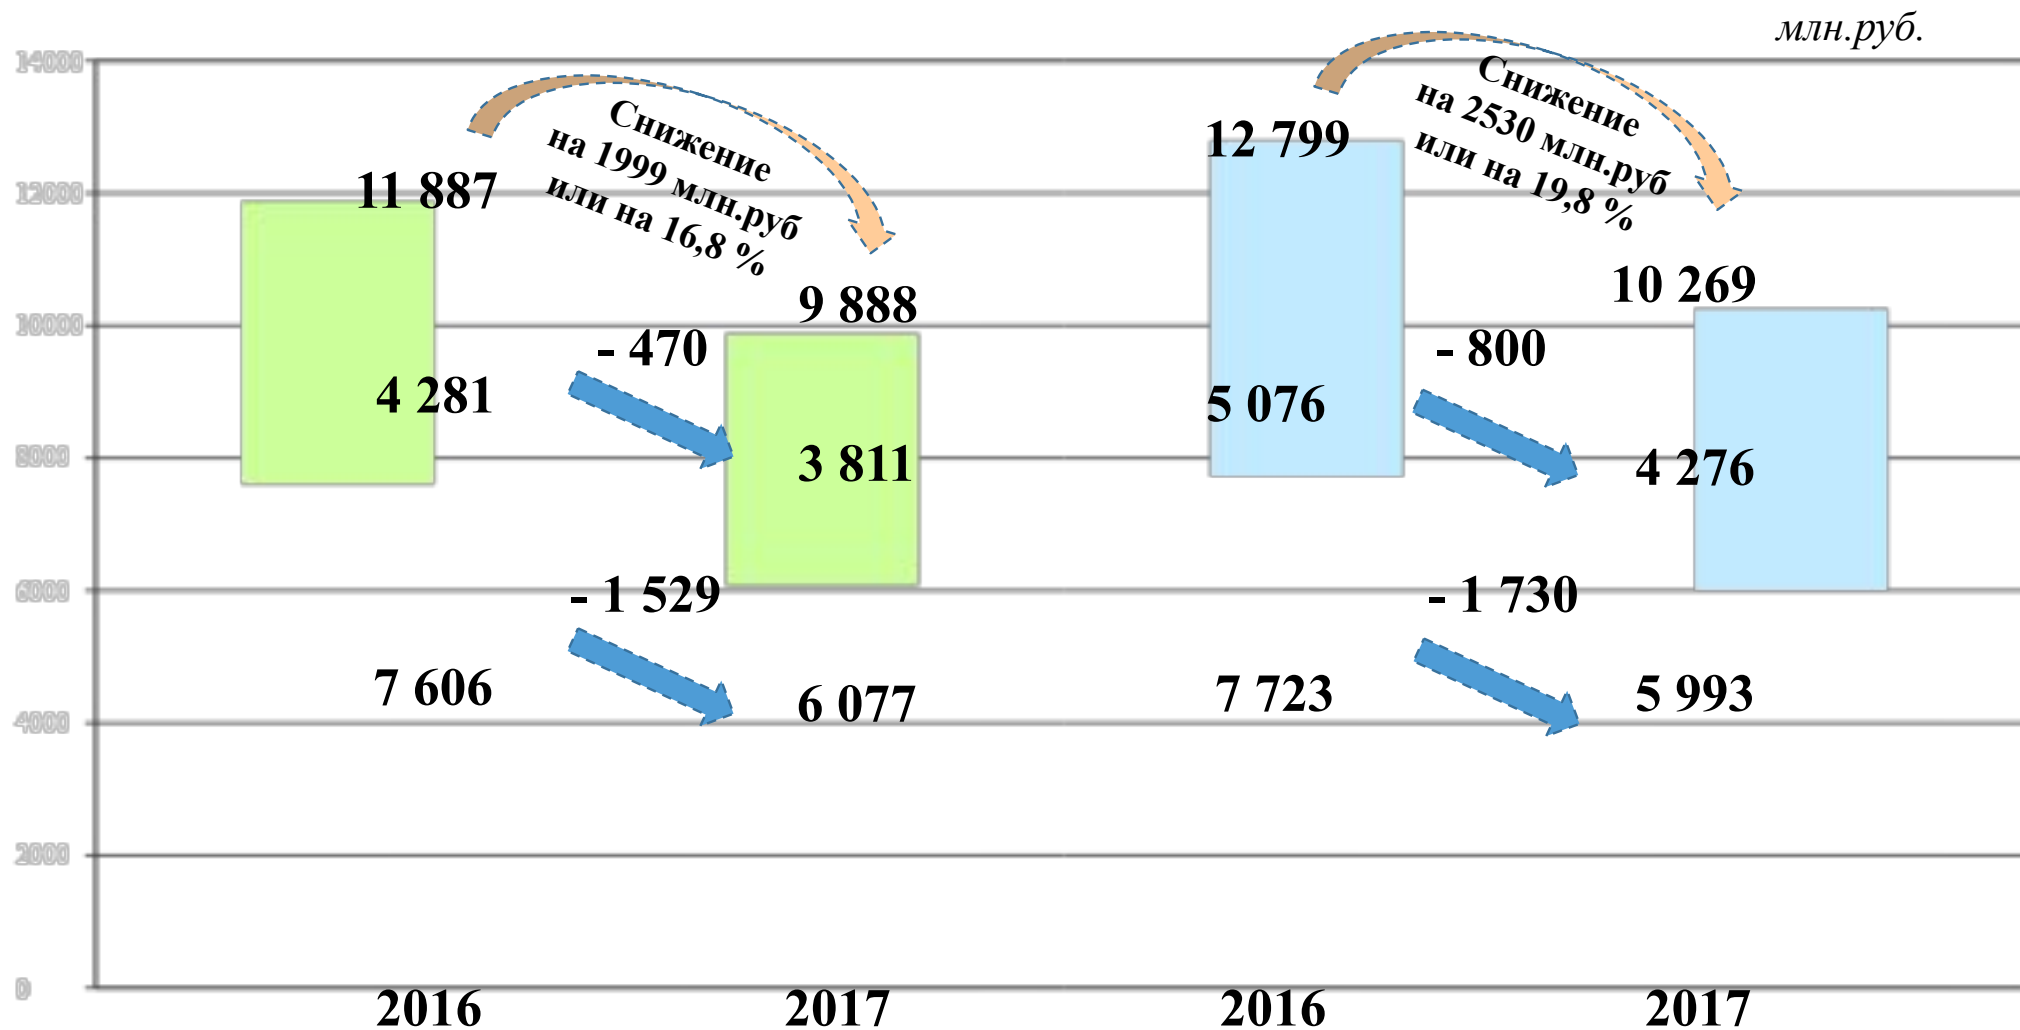 млн.руб.
14000
12000
10000
8000
6000
4000
2000
0
Снижение
на 1999 млн.руб
или на 16,8 %
11 887
9 888
- 470
4 281
3 811
- 1 529
7 606
6 077
Снижение
на 2530 млн.руб
или на 19,8 %
12 799
10 269
- 800
5 076
4 276
- 1 730
7 723
5 993
2016
2017
2016
2017